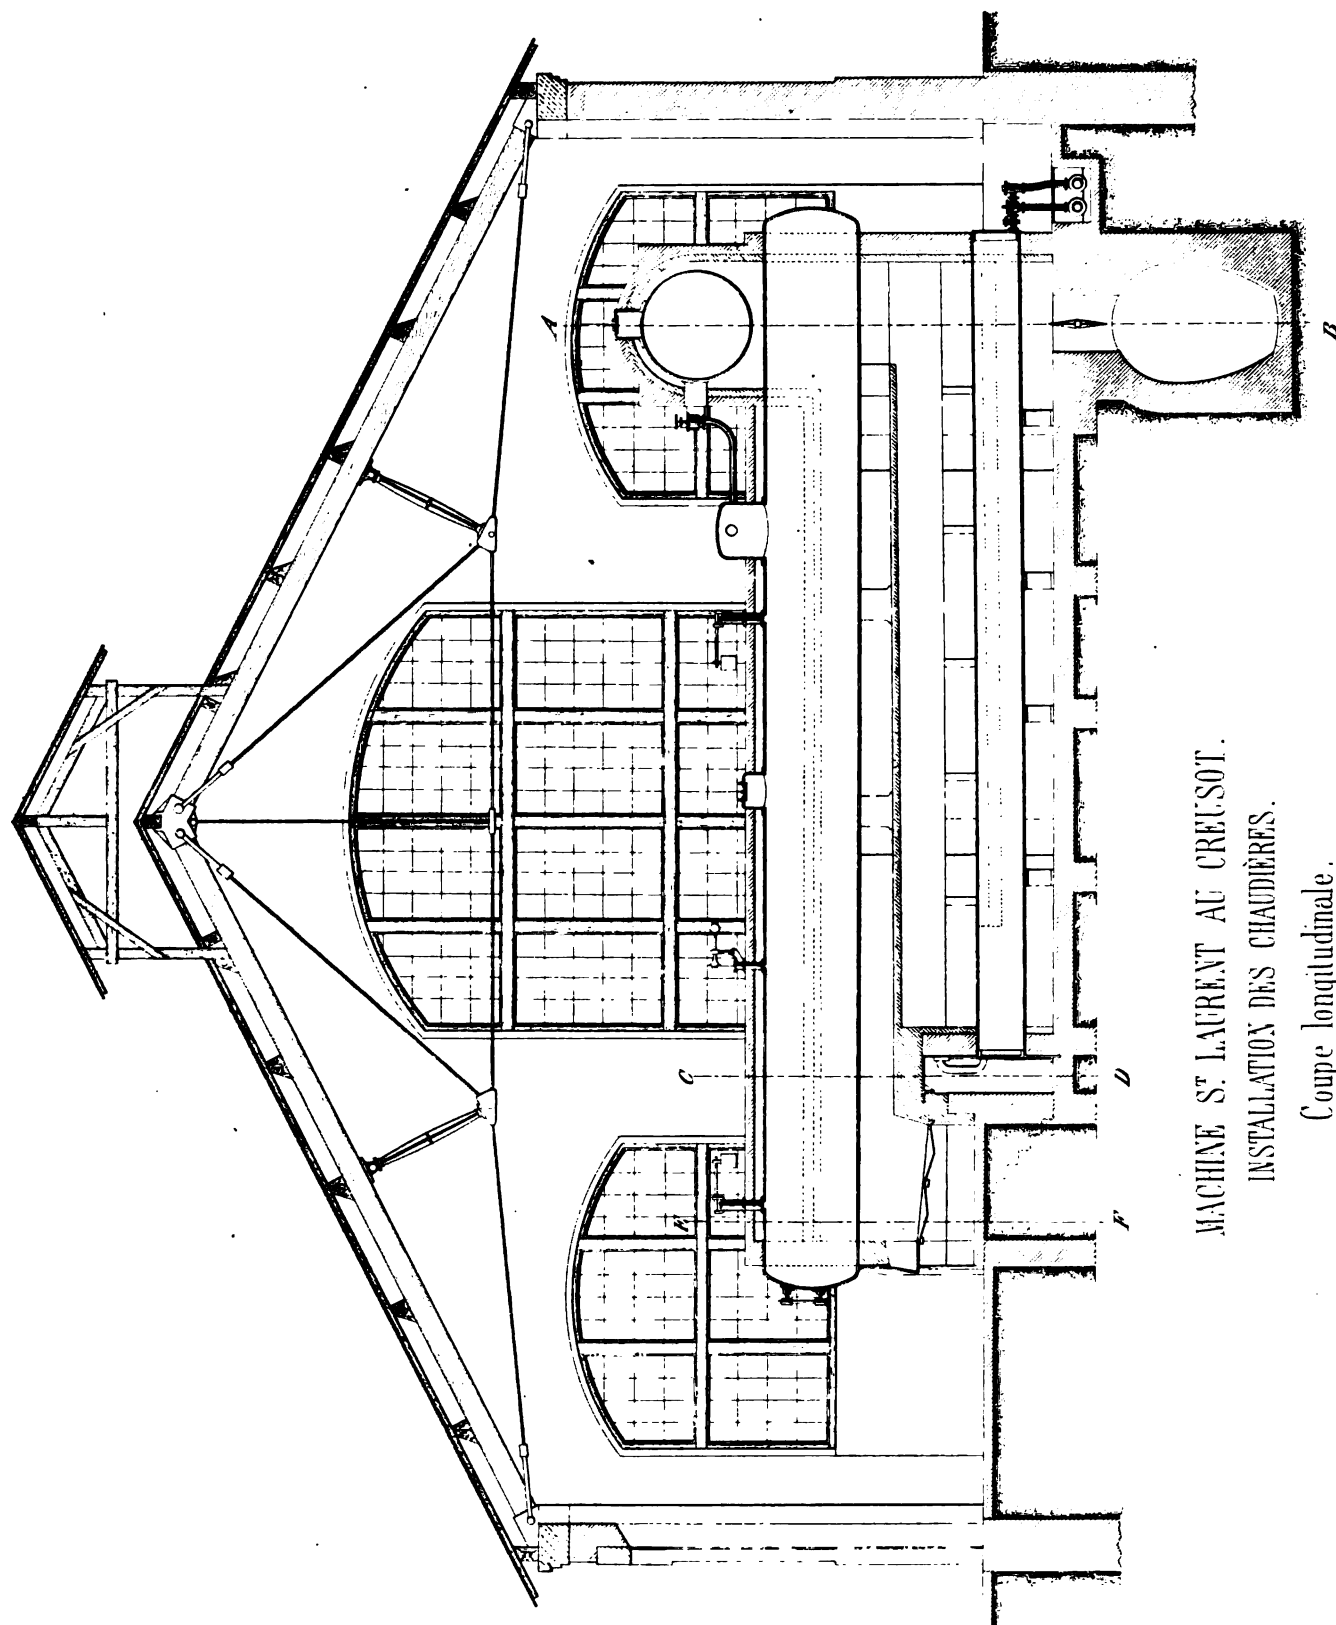 A
B
C
D
E
F
MACHINE ST. LAURENT AU CREUSOT.
INSTALLATION DES CHAUDIÈRES.
Coupe longitudinale.